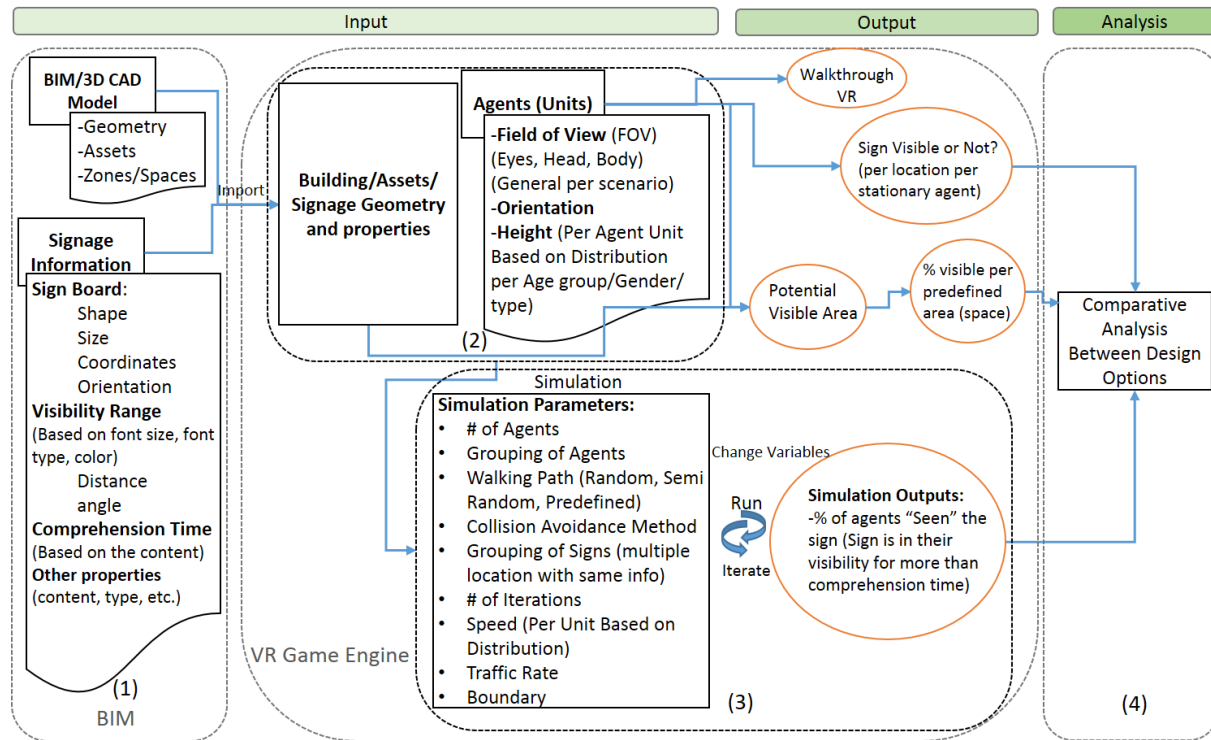 Input
Output
Analysis
BIM/3D CAD
Model
-Geometry
-Assets
-Zones/Spaces
Import
Signage
Information
Sign Board:
Shape
Size
Coordinates
Orientation
Visibility Range
(Based on font size, font
type, color)
Distance
angle
Comprehension Time
(Based on the content)
Other properties
(content, type, etc.)
(1)
BIM
Building/Assets/
Signage Geometry
and properties
Agents (Units)
-Field of View (FOV)
(Eyes, Head, Body)
(General per scenario)
-Orientation
-Height (Per Agent Unit
Based on Distribution
per Age group/Gender/
type)
(2)
Walkthrough
VR
Sign Visible or Not?
(per location per
stationary agent)
Potential
Visible Area
% visible per
predefined
area (space)
Simulation
Simulation Parameters:
• # of Agents
• Grouping of Agents
• Walking Path (Random, Semi
Random, Predefined)
• Collision Avoidance Method
• Grouping of Signs (multiple
location with same info)
• # of Iterations
• Speed (Per Unit Based on
Distribution)
• Traffic Rate
• Boundary
Change Variables
Run
Iterate
Simulation Outputs:
-% of agents “Seen” the
sign (Sign is in their
visibility for more than
comprehension time)
(3)
VR Game Engine
Comparative
Analysis
Between Design
Options
(4)